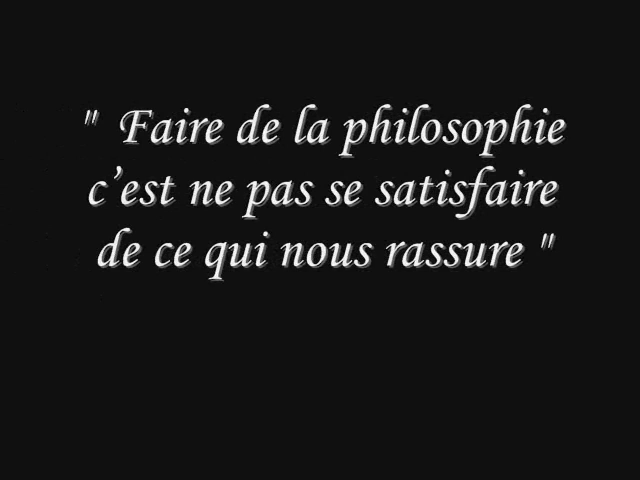 " Faire de la philosophie
c’est ne pas se satisfaire
de ce qui nous rassure "